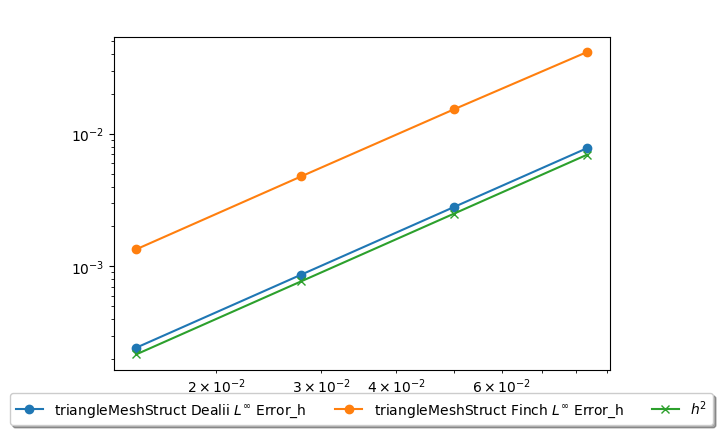 10⁻²
10⁻³
2 × 10⁻² 3 × 10⁻² 4 × 10⁻² 6 × 10⁻²
triangleMeshStruct Dealii L^∞ Error_h triangleMeshStruct Finch L^∞ Error_h h²